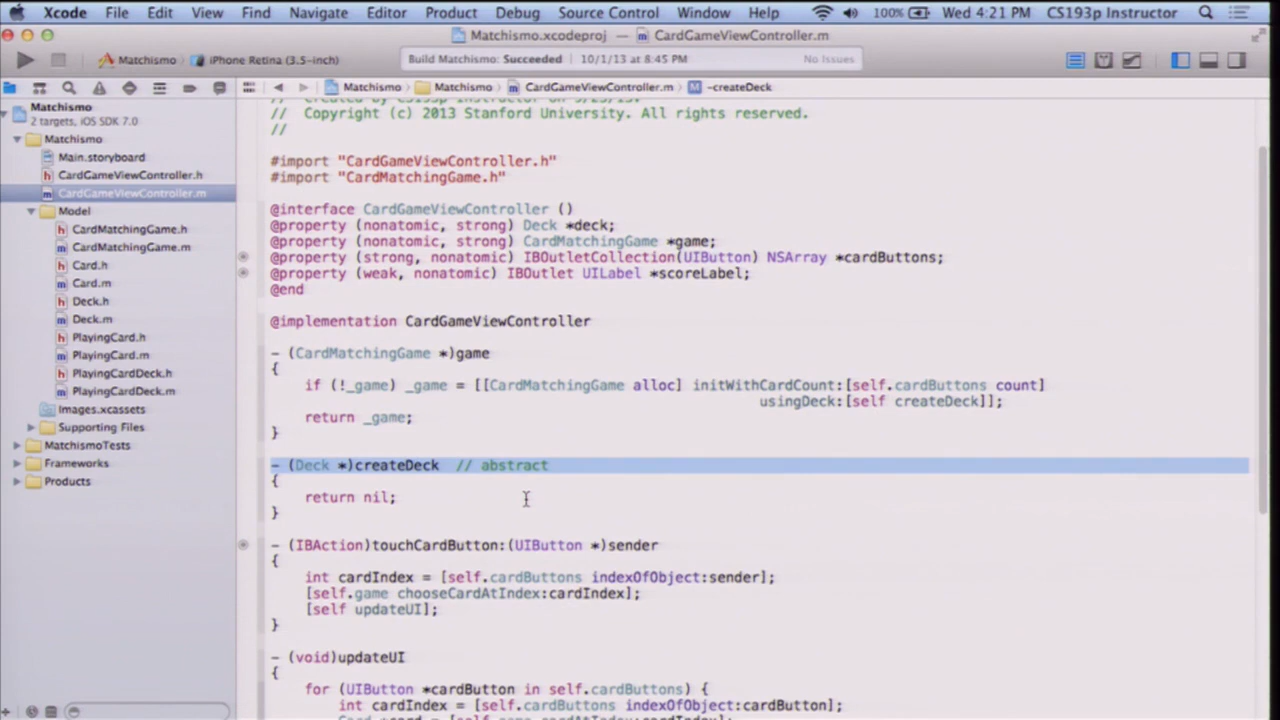 Xcode File Edit View Find Navigate Editor Product Debug Source Control Window Help 100% Wed 4:21 PM CS193p Instructor
Matchismo.xcodeproj — CardGameViewController.m
Matchismo iPhone Retina (3.5-inch) Build Matchismo: Succeeded 10/1/13 at 8:45 PM No Issues
Matchismo Matchismo CardGameViewController.m M -createDeck
Matchismo
2 targets, iOS SDK 7.0
Matchismo
Main.storyboard
h CardGameViewController.h
m CardGameViewController.m
Model
h CardMatchingGame.h
m CardMatchingGame.m
h Card.h
m Card.m
h Deck.h
m Deck.m
h PlayingCard.h
m PlayingCard.m
h PlayingCardDeck.h
m PlayingCardDeck.m
Images.xcassets
Supporting Files
MatchismoTests
Frameworks
Products
// Copyright (c) 2013 Stanford University. All rights reserved.
//
#import "CardGameViewController.h"
#import "CardMatchingGame.h"
@interface CardGameViewController ()
@property (nonatomic, strong) Deck *deck;
@property (nonatomic, strong) CardMatchingGame *game;
@property (strong, nonatomic) IBOutletCollection(UIButton) NSArray *cardButtons;
@property (weak, nonatomic) IBOutlet UILabel *scoreLabel;
@end
@implementation CardGameViewController
- (CardMatchingGame *)game
{
if (!_game) _game = [[CardMatchingGame alloc] initWithCardCount:[self.cardButtons count]
usingDeck:[self createDeck]];
return _game;
}
- (Deck *)createDeck // abstract
{
return nil;
}
- (IBAction)touchCardButton:(UIButton *)sender
{
int cardIndex = [self.cardButtons indexOfObject:sender];
[self.game chooseCardAtIndex:cardIndex];
[self updateUI];
}
- (void)updateUI
{
for (UIButton *cardButton in self.cardButtons) {
int cardIndex = [self.cardButtons indexOfObject:cardButton];